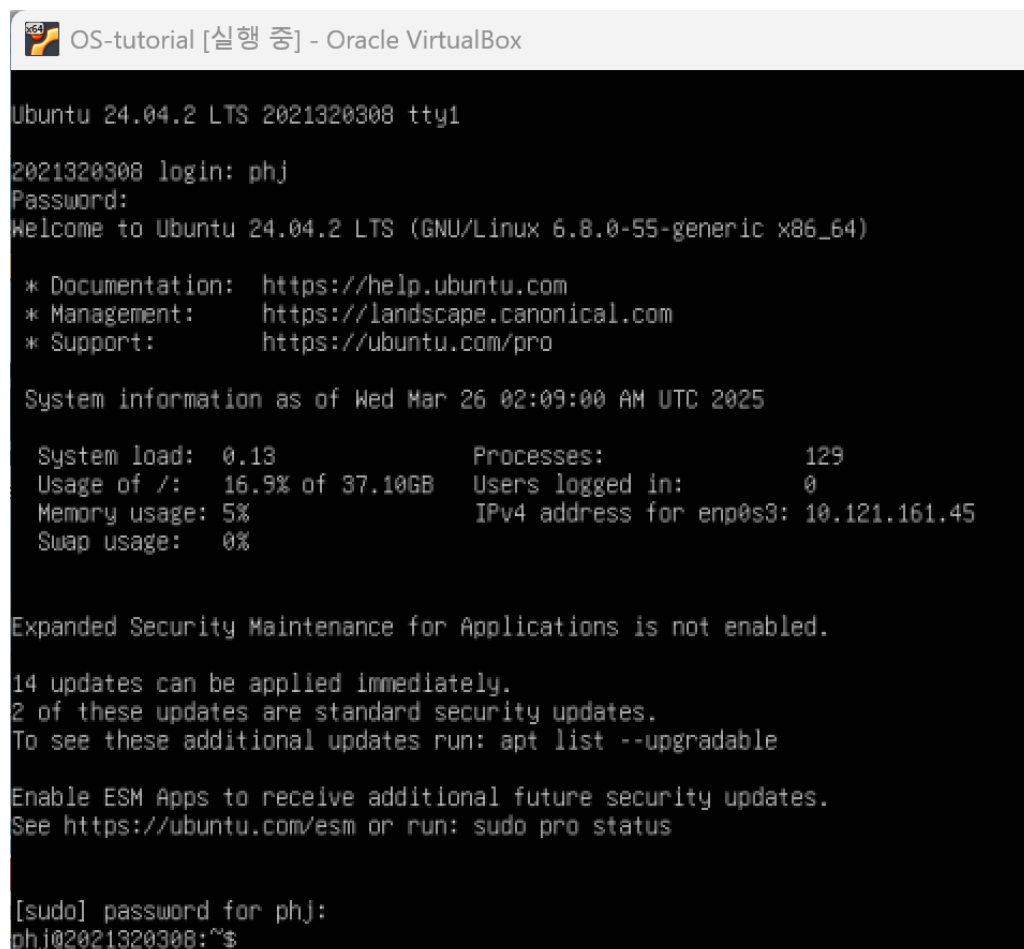 OS-tutorial [실행 중] - Oracle VirtualBox
Ubuntu 24.04.2 LTS 2021320308 tty1
2021320308 login: phj
Password:
Welcome to Ubuntu 24.04.2 LTS (GNU/Linux 6.8.0-55-generic x86_64)
* Documentation:  https://help.ubuntu.com
* Management:     https://landscape.canonical.com
* Support:        https://ubuntu.com/pro
System information as of Wed Mar 26 02:09:00 AM UTC 2025
System load:  0.13               Processes:               129
Usage of /:   16.9% of 37.10GB   Users logged in:         0
Memory usage: 5%                 IPv4 address for enp0s3: 10.121.161.45
Swap usage:   0%
Expanded Security Maintenance for Applications is not enabled.
14 updates can be applied immediately.
2 of these updates are standard security updates.
To see these additional updates run: apt list --upgradable
Enable ESM Apps to receive additional future security updates.
See https://ubuntu.com/esm or run: sudo pro status
[sudo] password for phj:
phj@2021320308:~$